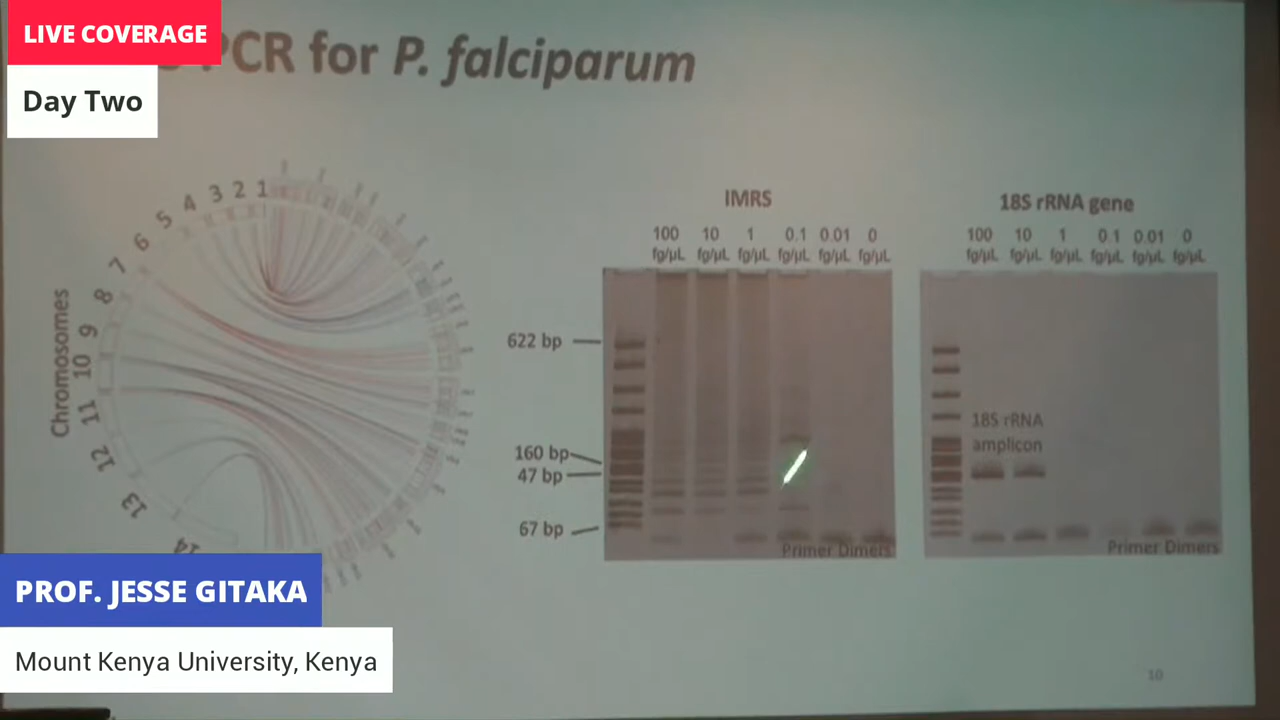 LIVE COVERAGE
Day Two
PCR for P. falciparum
Chromosomes
1
2
3
4
5
6
7
8
9
10
11
12
13
14
IMRS
100 10 1 0.1 0.01 0
fg/µL fg/µL fg/µL fg/µL fg/µL fg/µL
622 bp
160 bp
47 bp
67 bp
Primer Dimers
18S rRNA gene
100 10 1 0.1 0.01 0
fg/µL fg/µL fg/µL fg/µL fg/µL fg/µL
18S rRNA
amplicon
Primer Dimers
10
PROF. JESSE GITAKA
Mount Kenya University, Kenya